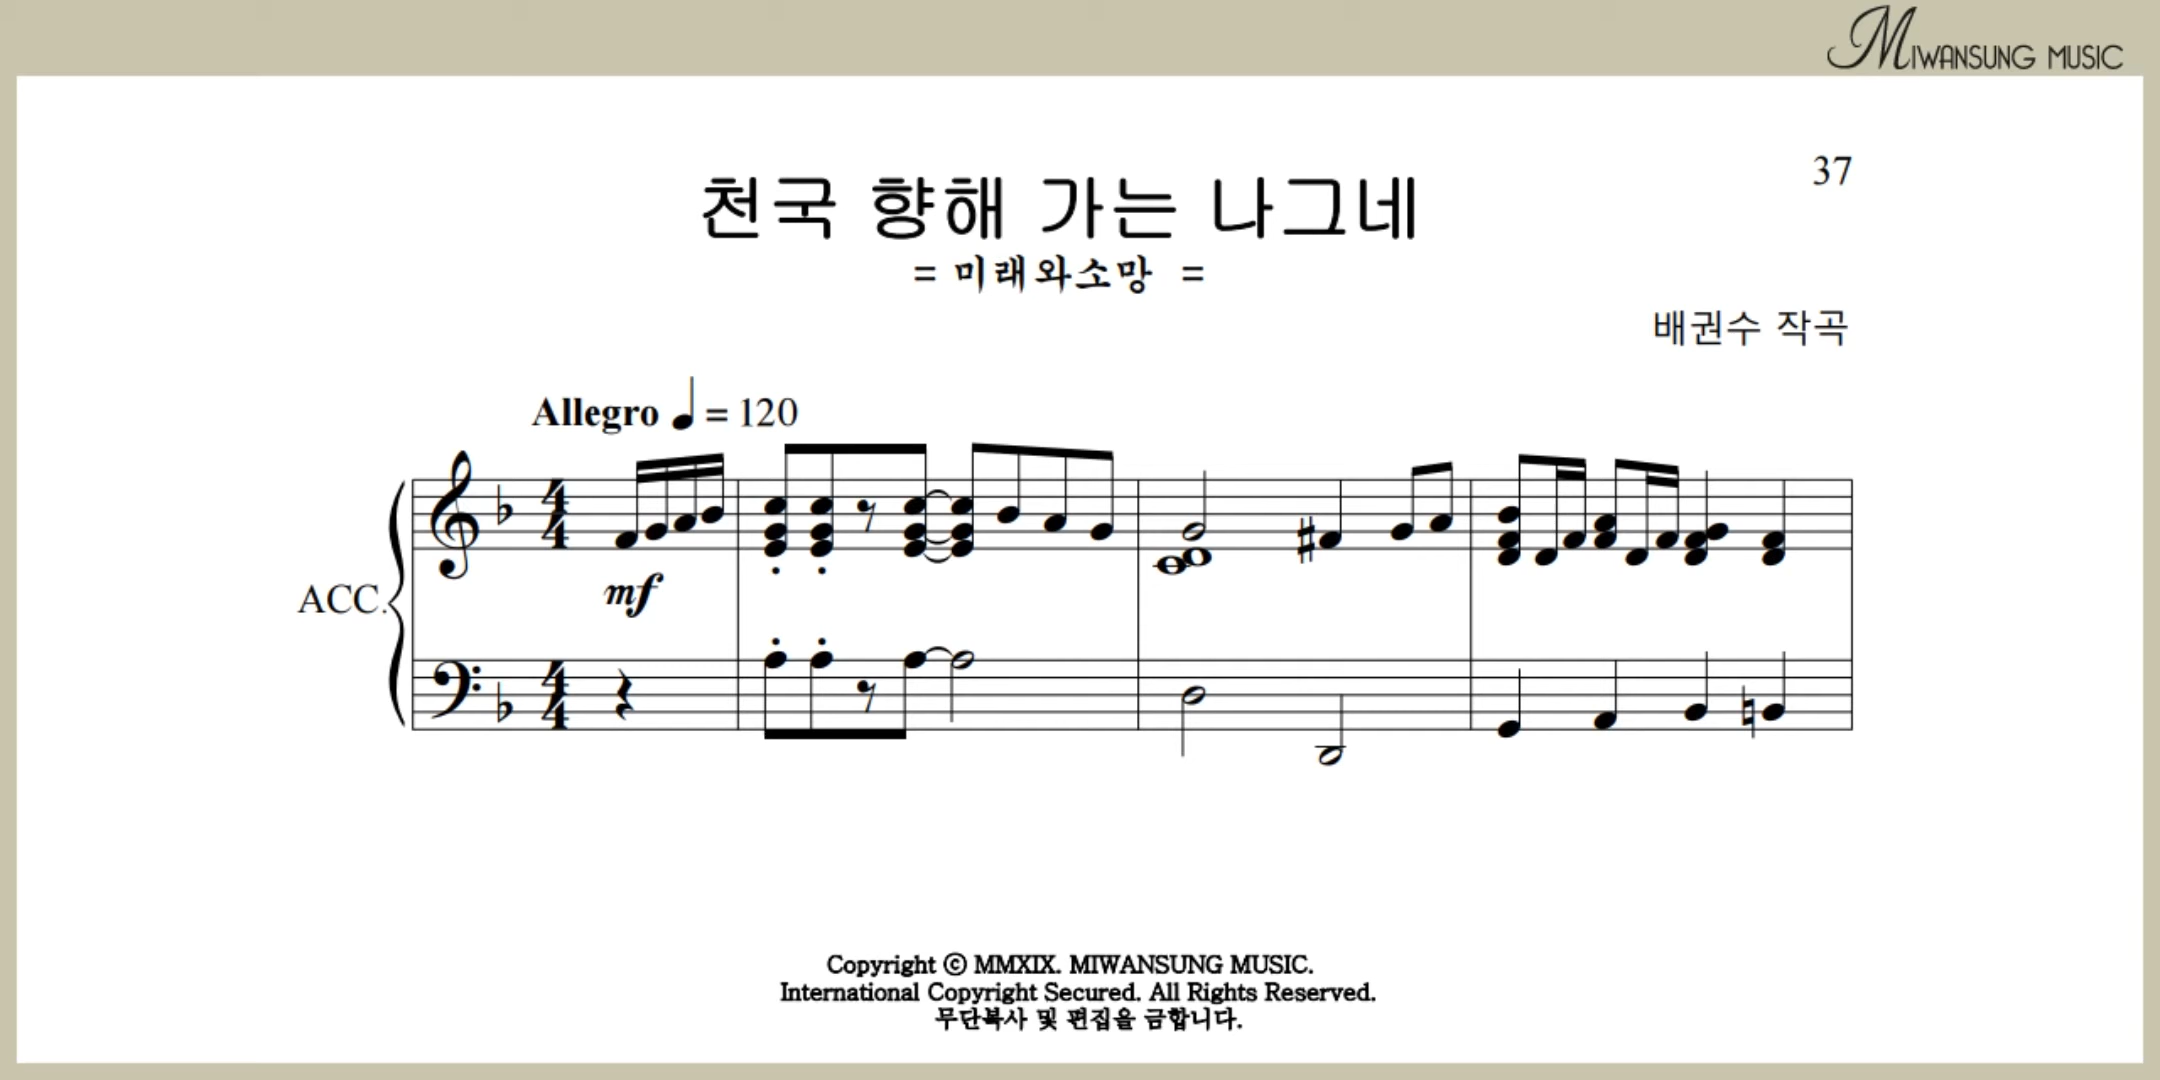 MIWANSUNG MUSIC
37
천국 향해 가는 나그네
= 미래와소망 =
배권수 작곡
Allegro ♩ = 120
ACC.
mf
Copyright ⓒ MMXIX. MIWANSUNG MUSIC.
International Copyright Secured. All Rights Reserved.
무단복사 및 편집을 금합니다.